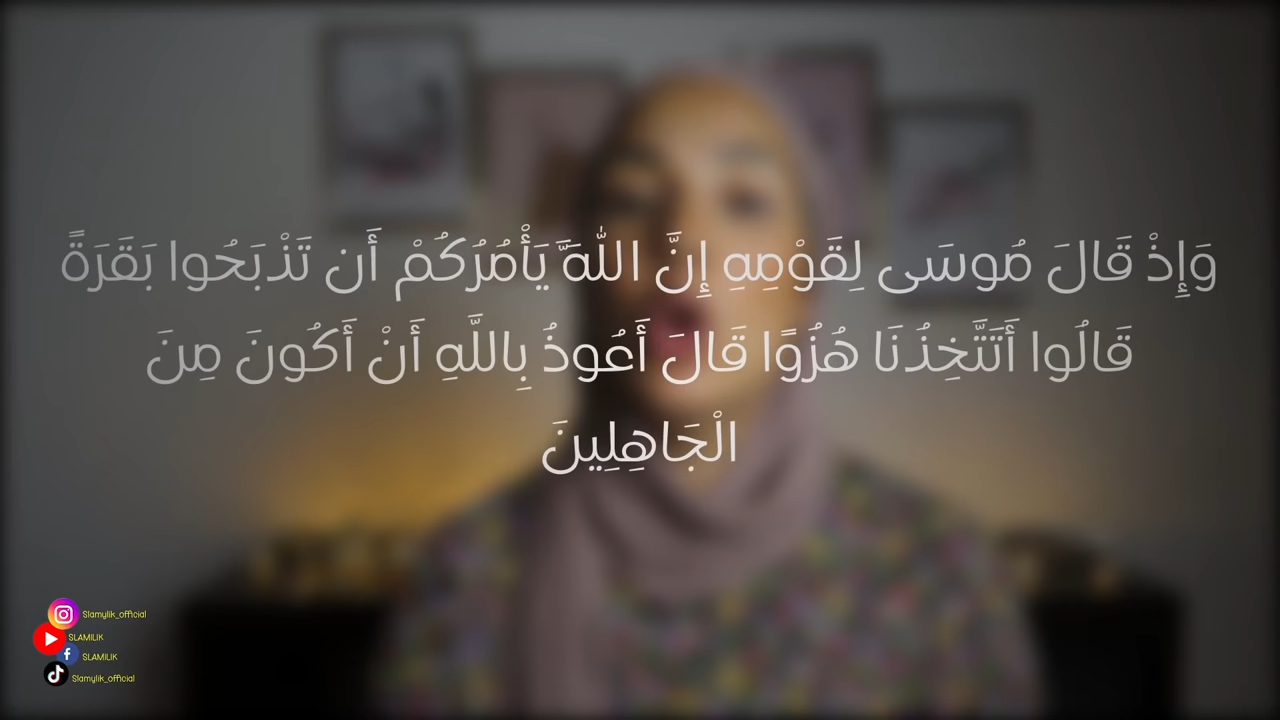 وَإِذْ قَالَ مُوسَى لِقَوْمِهِ إِنَّ اللَّهَ يَأْمُرُكُمْ أَن تَذْبَحُوا بَقَرَةً
قَالُوا أَتَتَّخِذُنَا هُزُوًا قَالَ أَعُوذُ بِاللَّهِ أَنْ أَكُونَ مِنَ
الْجَاهِلِينَ
Slamylik_official
SLAMILIK
SLAMILIK
Slamylik_official